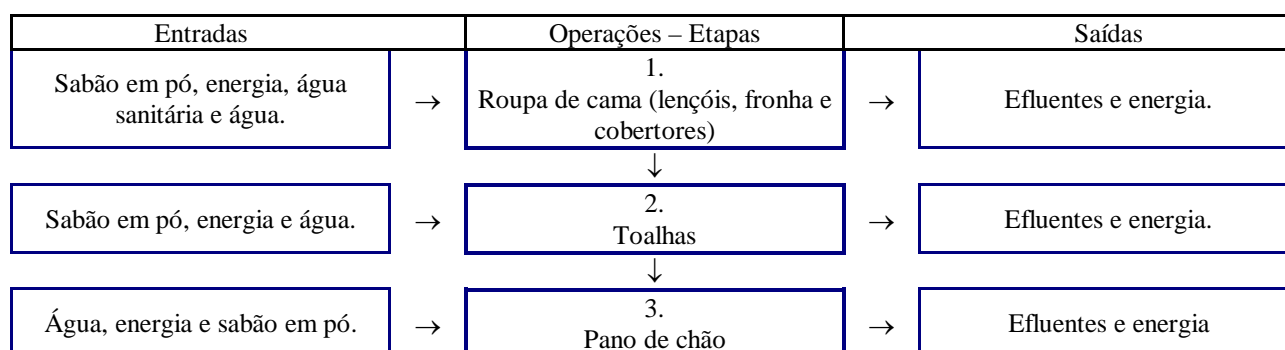 Entradas Operações – Etapas Saídas
Sabão em pó, energia, água
sanitária e água.
→
1.
Roupa de cama (lençóis, fronha e
cobertores)
→
Efluentes e energia.
↓
Sabão em pó, energia e água.
→
2.
Toalhas
→
Efluentes e energia.
↓
Água, energia e sabão em pó.
→
3.
Pano de chão
→
Efluentes e energia